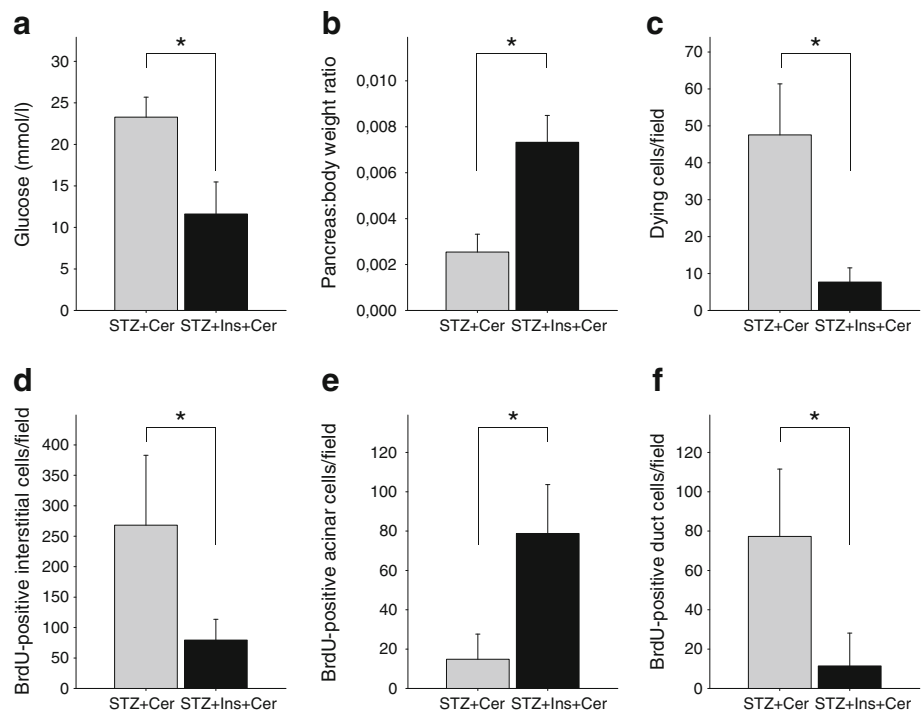 a
Glucose (mmol/l)
30
25
20
15
10
5
0
*
STZ+Cer STZ+Ins+Cer
b
Pancreas:body weight ratio
0,010
0,008
0,006
0,004
0,002
0,000
*
STZ+Cer STZ+Ins+Cer
c
Dying cells/field
70
60
50
40
30
20
10
0
*
STZ+Cer STZ+Ins+Cer
d
BrdU-positive interstitial cells/field
400
350
300
250
200
150
100
50
0
*
STZ+Cer STZ+Ins+Cer
e
BrdU-positive acinar cells/field
120
100
80
60
40
20
0
*
STZ+Cer STZ+Ins+Cer
f
BrdU-positive duct cells/field
120
100
80
60
40
20
0
*
STZ+Cer STZ+Ins+Cer